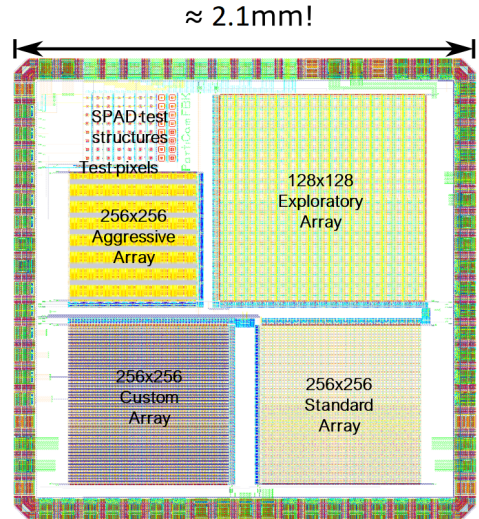 ≈ 2.1mm!
SPAD test
structures
Test pixels
128x128
Exploratory
Array
256x256
Aggressive
Array
256x256
Custom
Array
256x256
Standard
Array